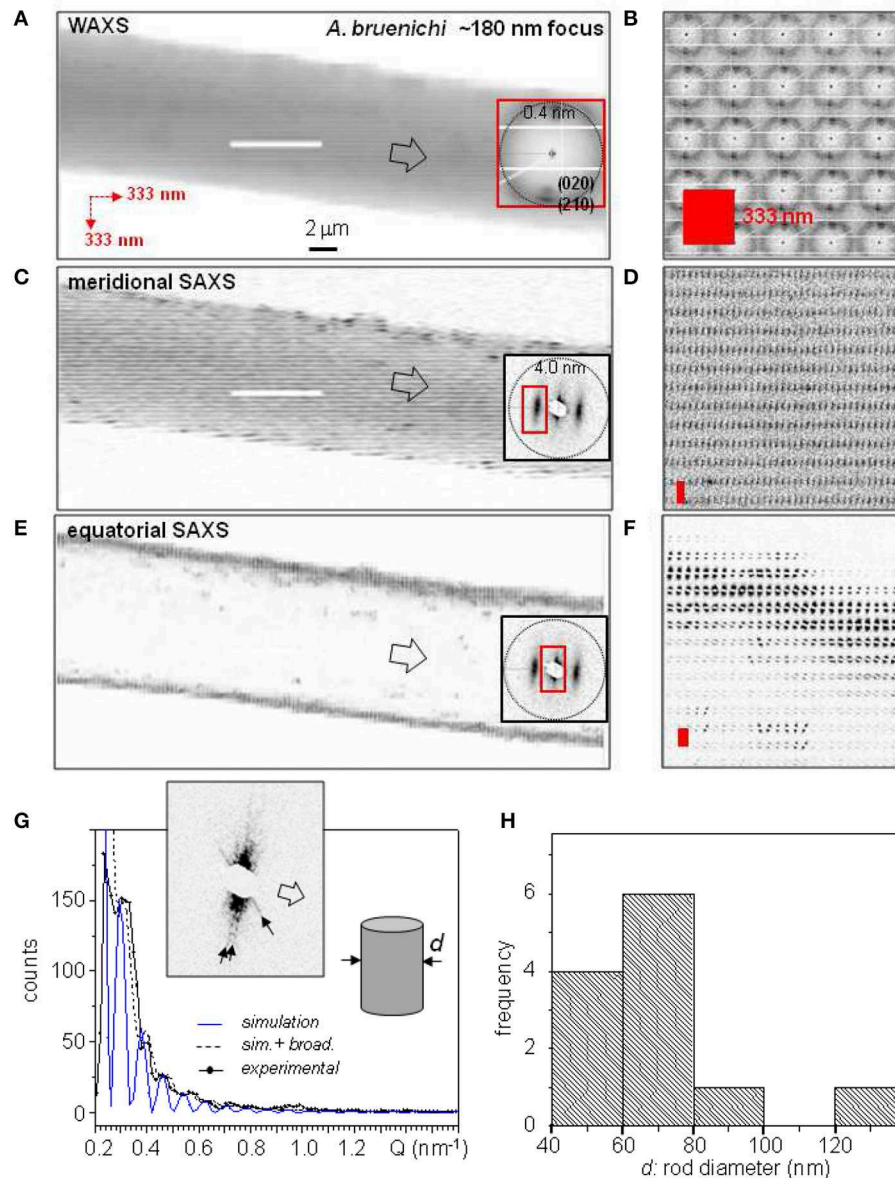 A
WAXS
A. bruenichi ~180 nm focus
0.4 nm
(020)
(210)
333 nm
333 nm
2 μm
B
333 nm
C
meridional SAXS
4.0 nm
D
E
equatorial SAXS
F
G
counts
150
100
50
0
0.2 0.4 0.6 0.8 1.0 1.2 Q (nm-1)
d
simulation
sim.+ broad.
experimental
H
frequency
6
4
2
0
40 60 80 100 120
d: rod diameter (nm)